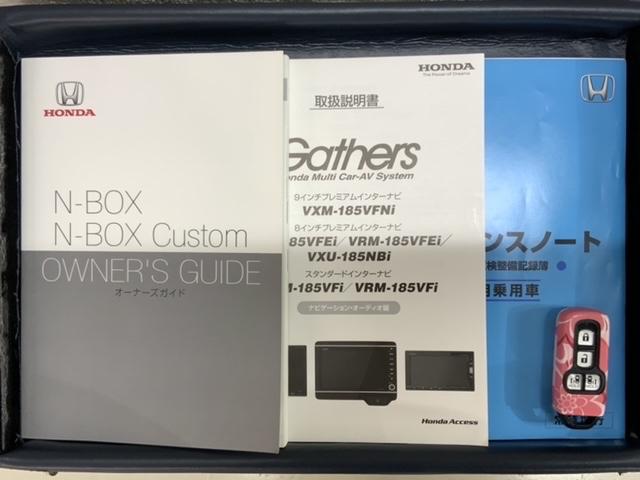 HONDA
N-BOX
N-BOX Custom
OWNER'S GUIDE
オーナーズガイド
HONDA
The Power of Dreams
取扱説明書
Gathers
nda Multi Car-AV System
9インチプレミアムインターナビ
VXM-185VFNi
8インチプレミアムインターナビ
85VFEi／VRM-185VFEi／
VXU-185NBi
スタンダードインターナビ
-185VFi／VRM-185VFi
ナビゲーション・オーディオ編
Honda Access
ンスノート
検整備記録簿
用乗用車